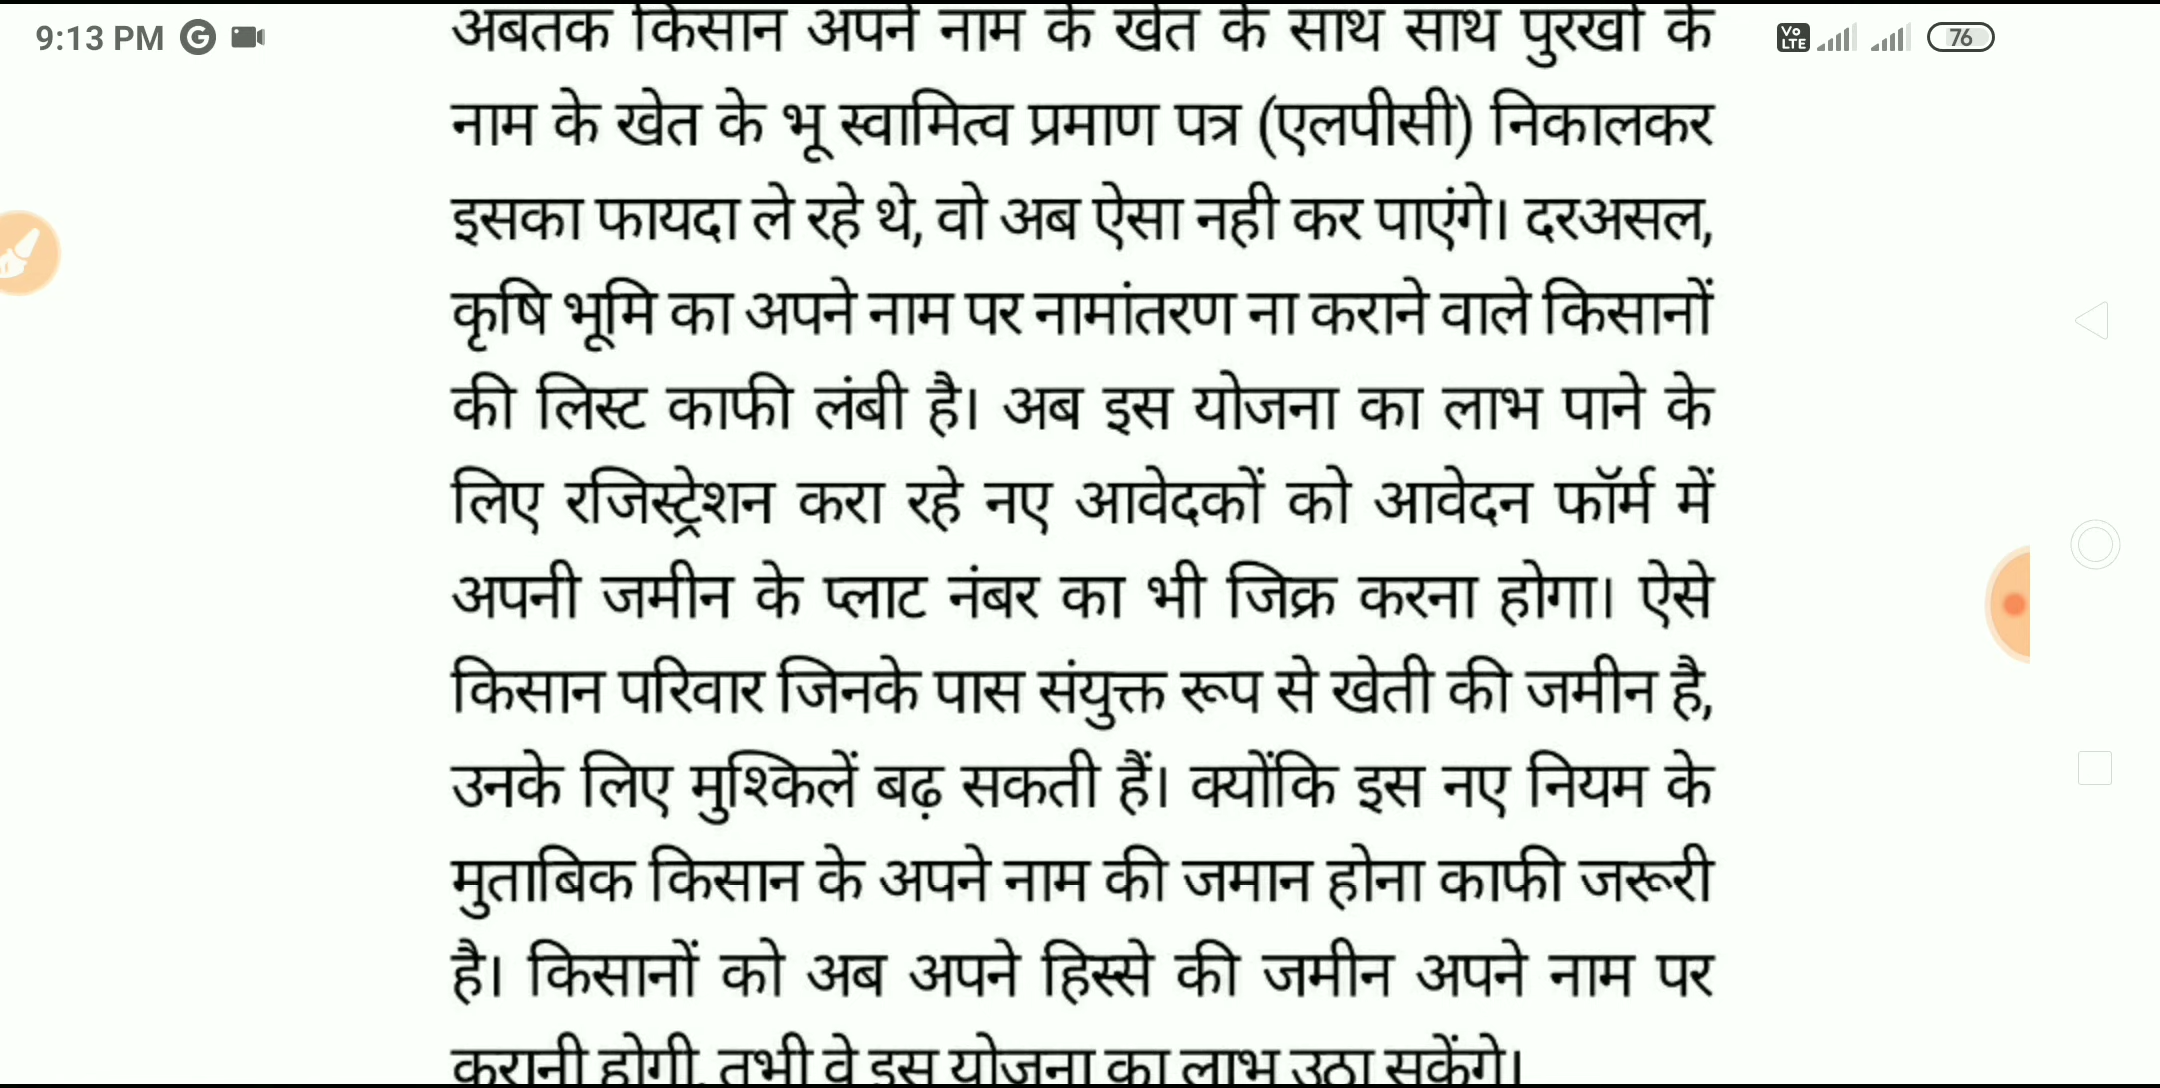 9:13 PM
Vo LTE
76
अबतक किसान अपने नाम के खेत के साथ साथ पुरखों के
नाम के खेत के भू स्वामित्व प्रमाण पत्र (एलपीसी) निकालकर
इसका फायदा ले रहे थे, वो अब ऐसा नही कर पाएंगे। दरअसल,
कृषि भूमि का अपने नाम पर नामांतरण ना कराने वाले किसानों
की लिस्ट काफी लंबी है। अब इस योजना का लाभ पाने के
लिए रजिस्ट्रेशन करा रहे नए आवेदकों को आवेदन फॉर्म में
अपनी जमीन के प्लाट नंबर का भी जिक्र करना होगा। ऐसे
किसान परिवार जिनके पास संयुक्त रूप से खेती की जमीन है,
उनके लिए मुश्किलें बढ़ सकती हैं। क्योंकि इस नए नियम के
मुताबिक किसान के अपने नाम की जमान होना काफी जरूरी
है। किसानों को अब अपने हिस्से की जमीन अपने नाम पर
करानी होगी, तभी वे इस योजना का लाभ उठा सकेंगे।